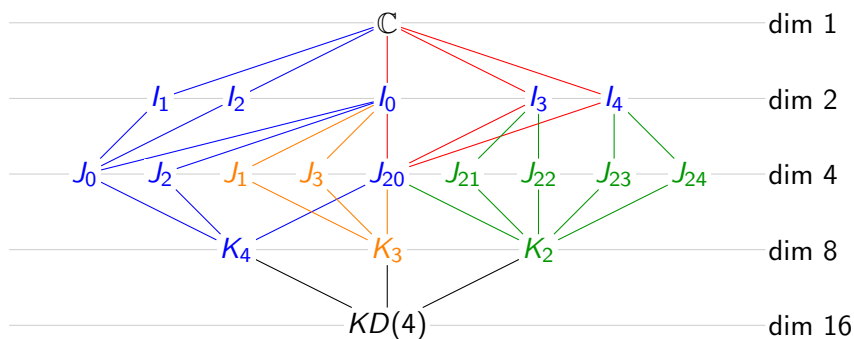 ℂ dim 1
I₁ I₂ I₀ I₃ I₄ dim 2
J₀ J₂ J₁ J₃ J₂₀ J₂₁ J₂₂ J₂₃ J₂₄ dim 4
K₄ K₃ K₂ dim 8
KD(4) dim 16